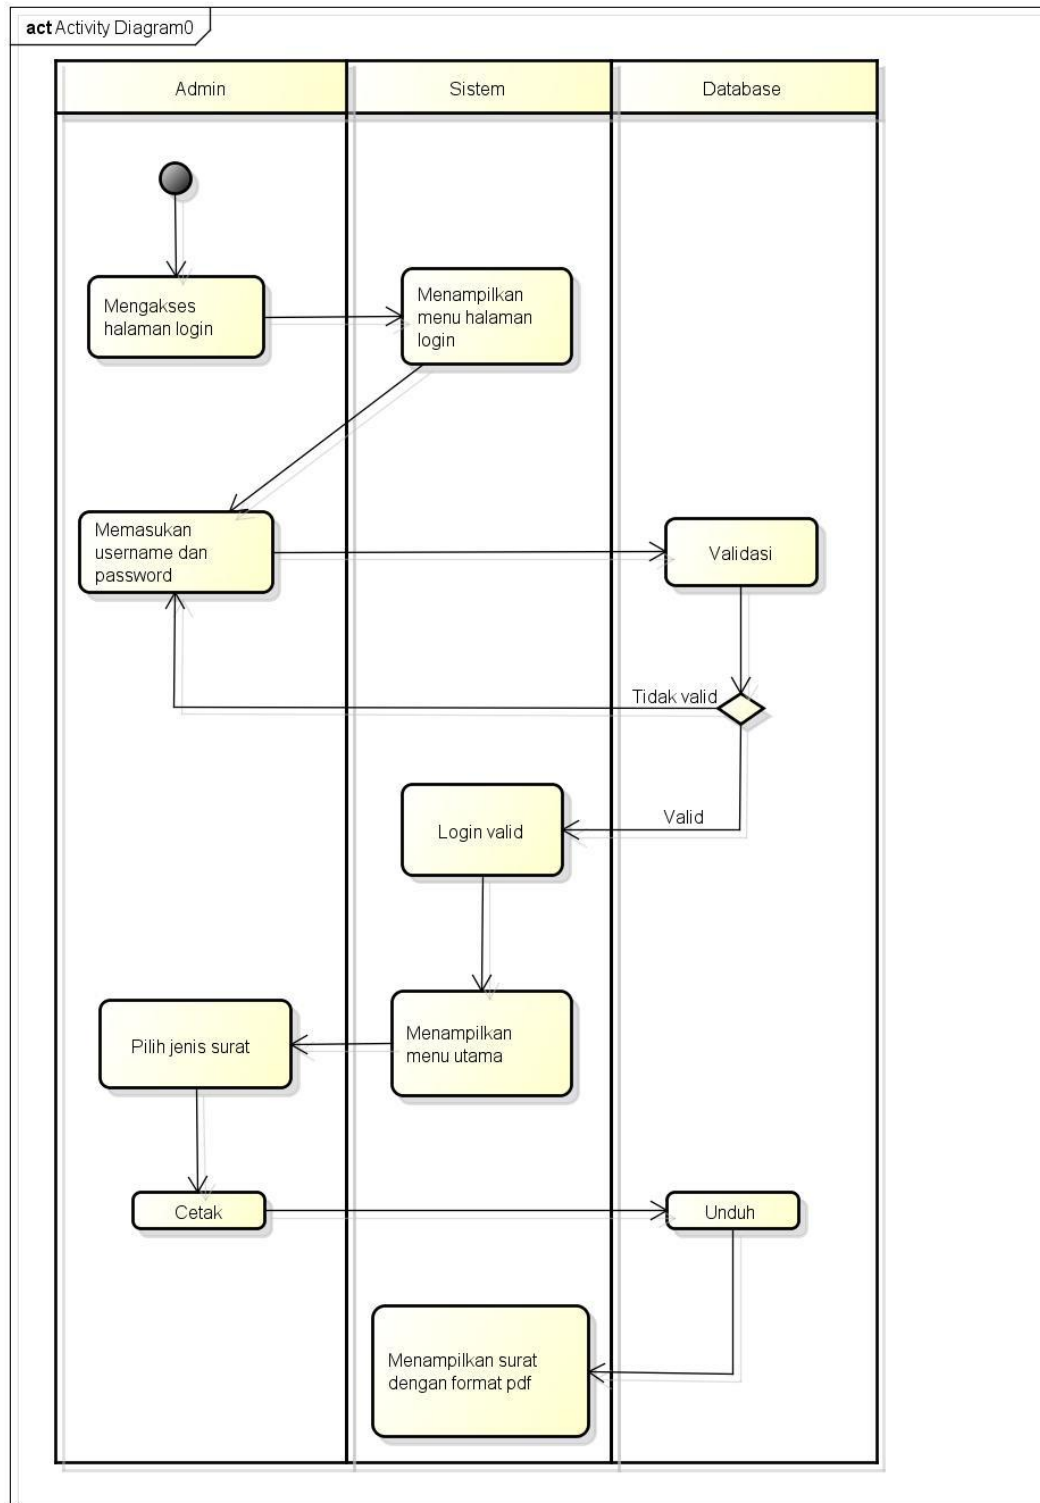 act Activity Diagram0
Admin
Sistem
Database
Mengakses
halaman login
Menampilkan
menu halaman
login
Memasukan
username dan
password
Validasi
Tidak valid
Valid
Login valid
Menampilkan
menu utama
Pilih jenis surat
Cetak
Unduh
Menampilkan surat
dengan format pdf